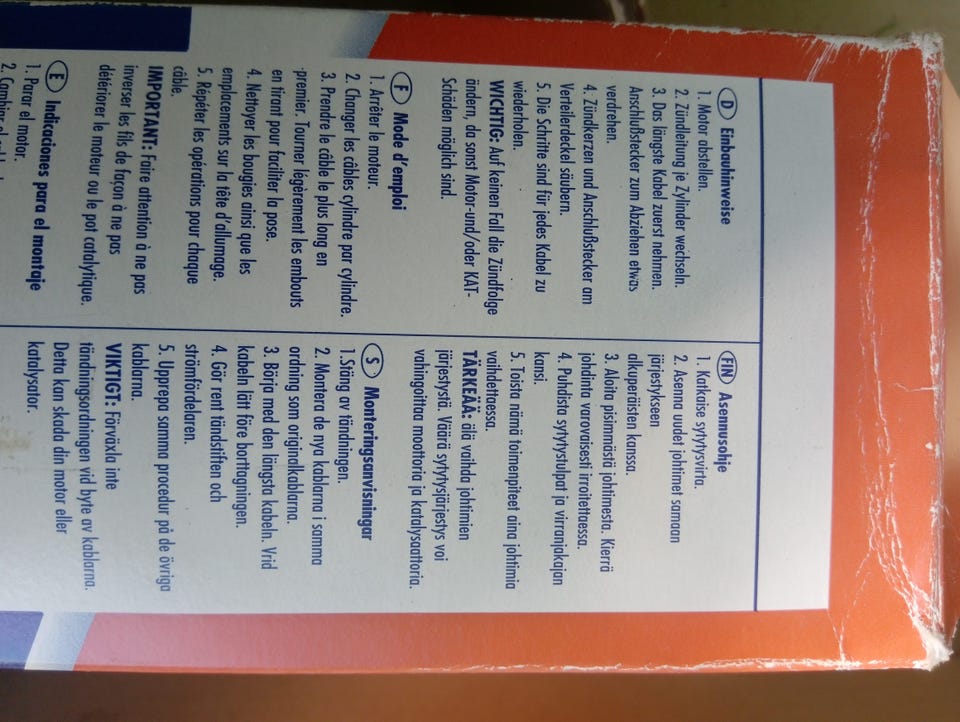 D Einbauhinweise
1. Motor abstellen.
2. Zündleitung je Zylinder wechseln.
3. Das längste Kabel zuerst nehmen.
Anschlußstecker zum Abziehen etwas
verdrehen.
4. Zündkerzen und Anschlußstecker am
Verteilerdeckel säubern.
5. Die Schritte sind für jedes Kabel zu
wiederholen.
WICHTIG: Auf keinen Fall die Zündfolge
ändern, da sonst Motor-und/oder KAT-
Schäden möglich sind.
F Mode d'emploi
1. Arrêter le moteur.
2. Changer les câbles cylindre par cylindre.
3. Prendre le câble le plus long en
premier. Tourner légérement les embouts
en tirant pour faciliter la pose.
4. Nettoyer les bougies ainsi que les
emplacements sur la tête d'allumage.
5. Repéter les opérations pour chaque
câble.
IMPORTANT: Faire attention à ne pas
inverser les fils de façon à ne pas
détériorer le moteur ou le pot catalytique.
E Indicaciones para el montaje
1. Parar el motor.
2. Cambiar el
FIN Asennusohje
1. Katkaise sytytysvirta.
2. Asenna uudet johtimet samaan
järjestykseen
alkuperäisten kanssa.
3. Aloita pisimmästä johtimesta. Kierrä
johdinta varovaisesti irroitettaessa.
4. Puhdista sytytystulpat ja virranjakajan
kansi.
5. Toista nämä toimenpiteet aina johtimia
vaihdettaessa.
TÄRKEÄÄ: älä vaihda johtimien
järjestystä. Väärä sytytysjärjestys voi
vahingoittaa moottoria ja katalysaattoria.
S Monteringsanvisningar
1.Stäng av tändningen.
2. Montera de nya kablarna i samma
ordning som originalkablarna.
3. Börja med den längsta kabeln. Vrid
kabeln lätt före borttagningen.
4. Gör rent tändstiften och
strömfördelaren.
5. Upprepa samma procedur på de övriga
kablarna.
VIKTIGT: Förväxla inte
tändningsordningen vid byte av kablarna.
Detta kan skada din motor eller
katalysator.